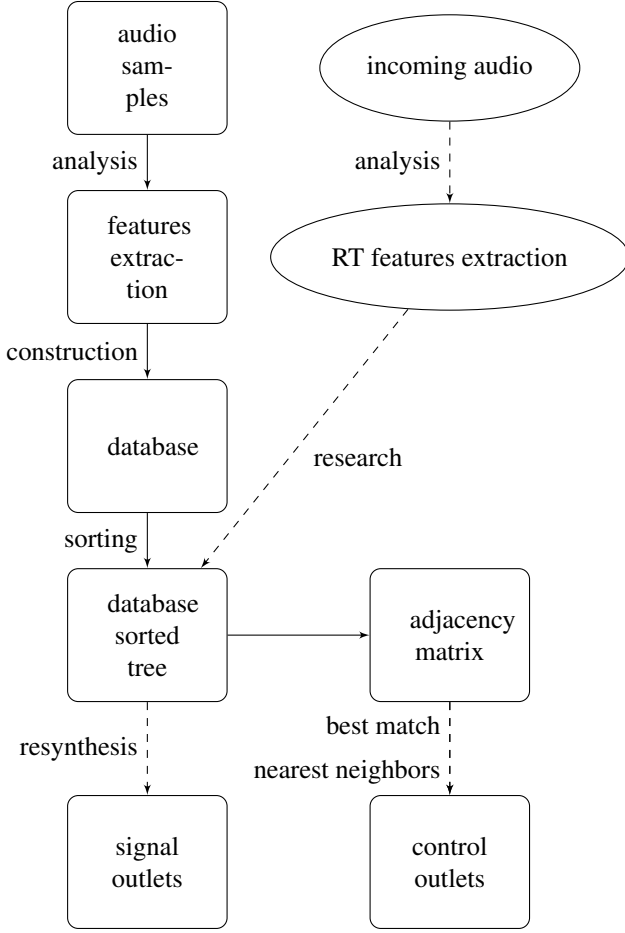 audio
sam-
ples
incoming audio
analysis
analysis
features
extrac-
tion
RT features extraction
construction
database
research
sorting
database
sorted
tree
adjacency
matrix
resynthesis
best match
nearest neighbors
signal
outlets
control
outlets